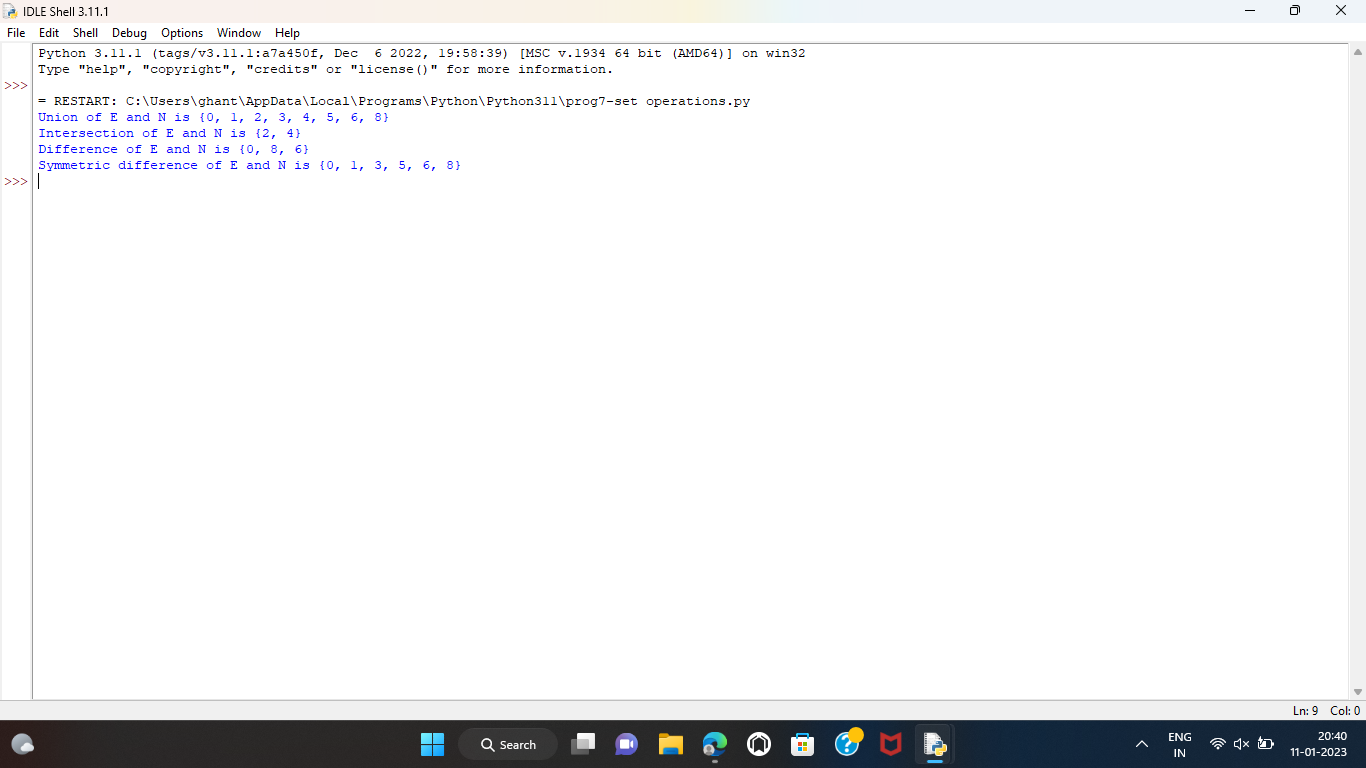 IDLE Shell 3.11.1
File Edit Shell Debug Options Window Help
Python 3.11.1 (tags/v3.11.1:a7a450f, Dec  6 2022, 19:58:39) [MSC v.1934 64 bit (AMD64)] on win32
Type "help", "copyright", "credits" or "license()" for more information.
>>>
= RESTART: C:\Users\ghant\AppData\Local\Programs\Python\Python311\prog7-set operations.py
Union of E and N is {0, 1, 2, 3, 4, 5, 6, 8}
Intersection of E and N is {2, 4}
Difference of E and N is {0, 8, 6}
Symmetric difference of E and N is {0, 1, 3, 5, 6, 8}
>>>
Ln: 9 Col: 0
Search
ENG
IN
20:40
11-01-2023